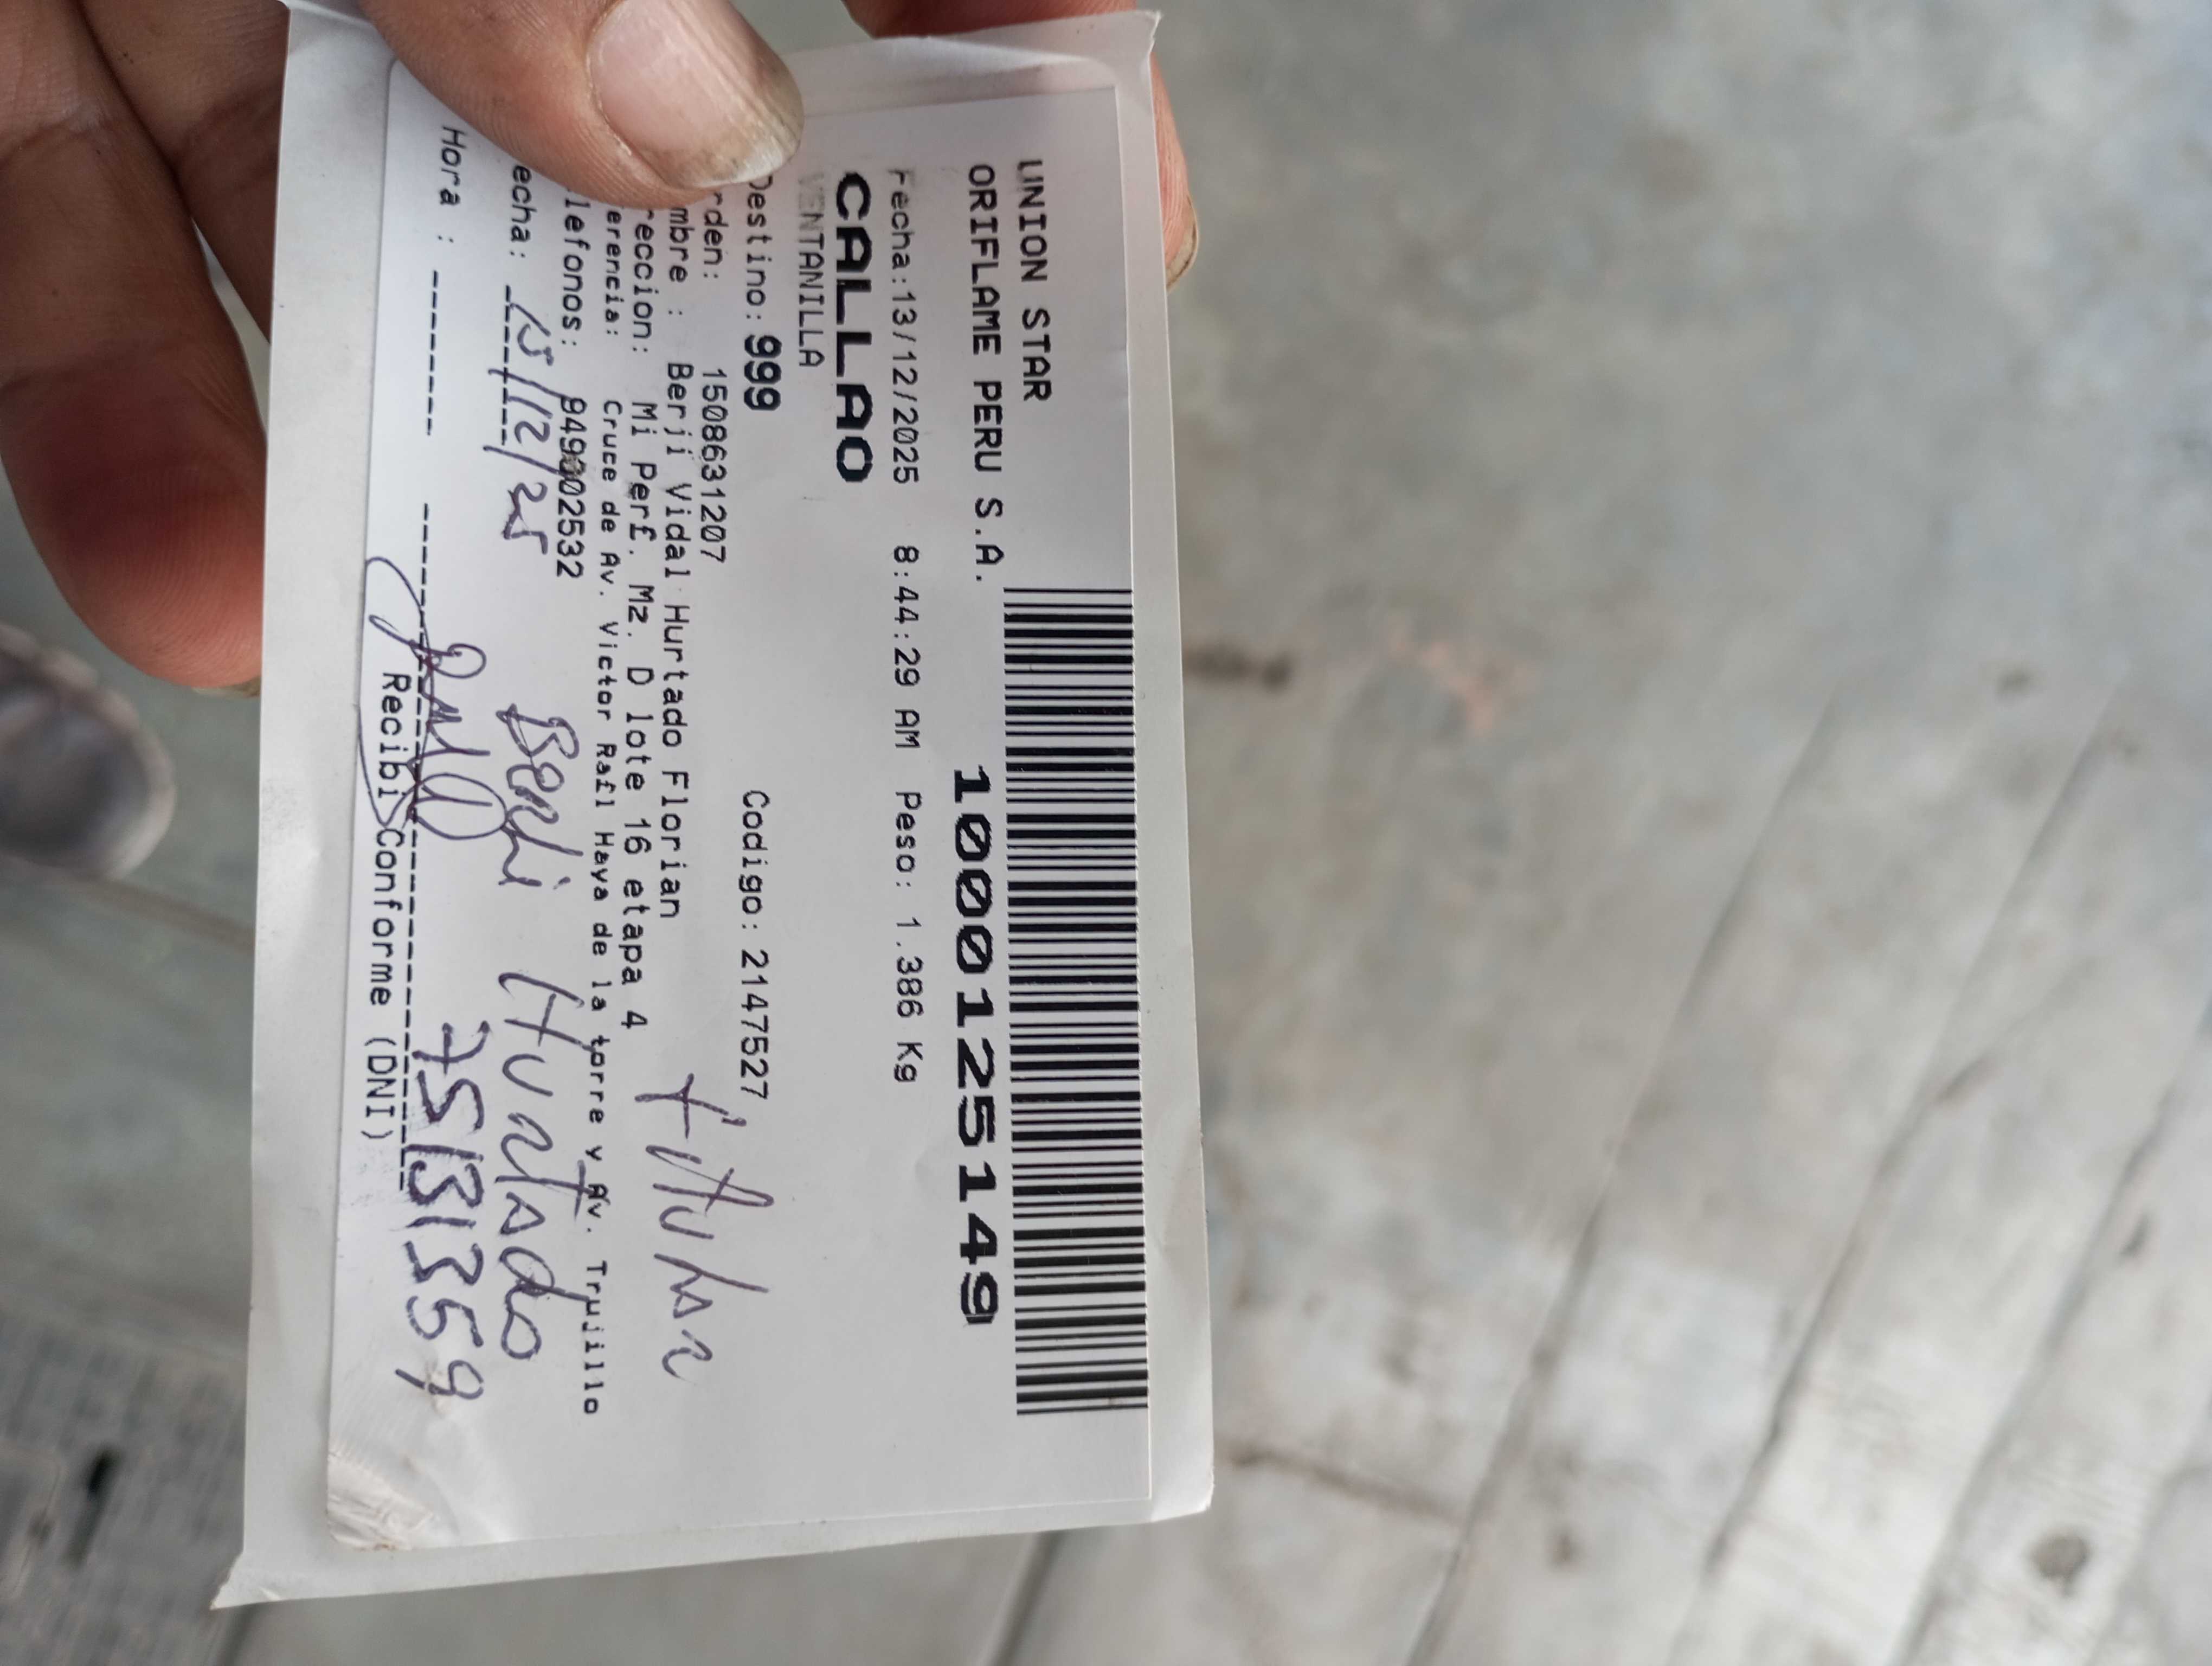 UNION STAR
ORIFLAME PERU S.A.
1000125149
Fecha:13/12/2025 8:44:29 AM Peso: 1.386 Kg
CALLAO
VENTANILLA
Destino: 999 Codigo: 2147527
rden: 1508631207
mbre : Berji Vidal Hurtado Florian
reccion: Mi Perf. Mz. D lote 16 etapa 4
erencia: Cruce de Av. Victor Rafl Haya de la torre y Av. Trujillo
lefonos: 949002532
Titular
echa: 15/12/25 Berji Hurtado
Hora : 75131359
Recibi Conforme (DNI)